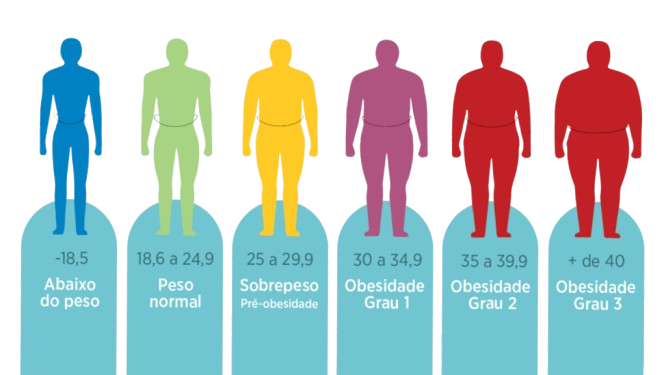 -18,5
Abaixo
do peso
18,6 a 24,9
Peso
normal
25 a 29,9
Sobrepeso
Pré-obesidade
30 a 34,9
Obesidade
Grau 1
35 a 39,9
Obesidade
Grau 2
+ de 40
Obesidade
Grau 3